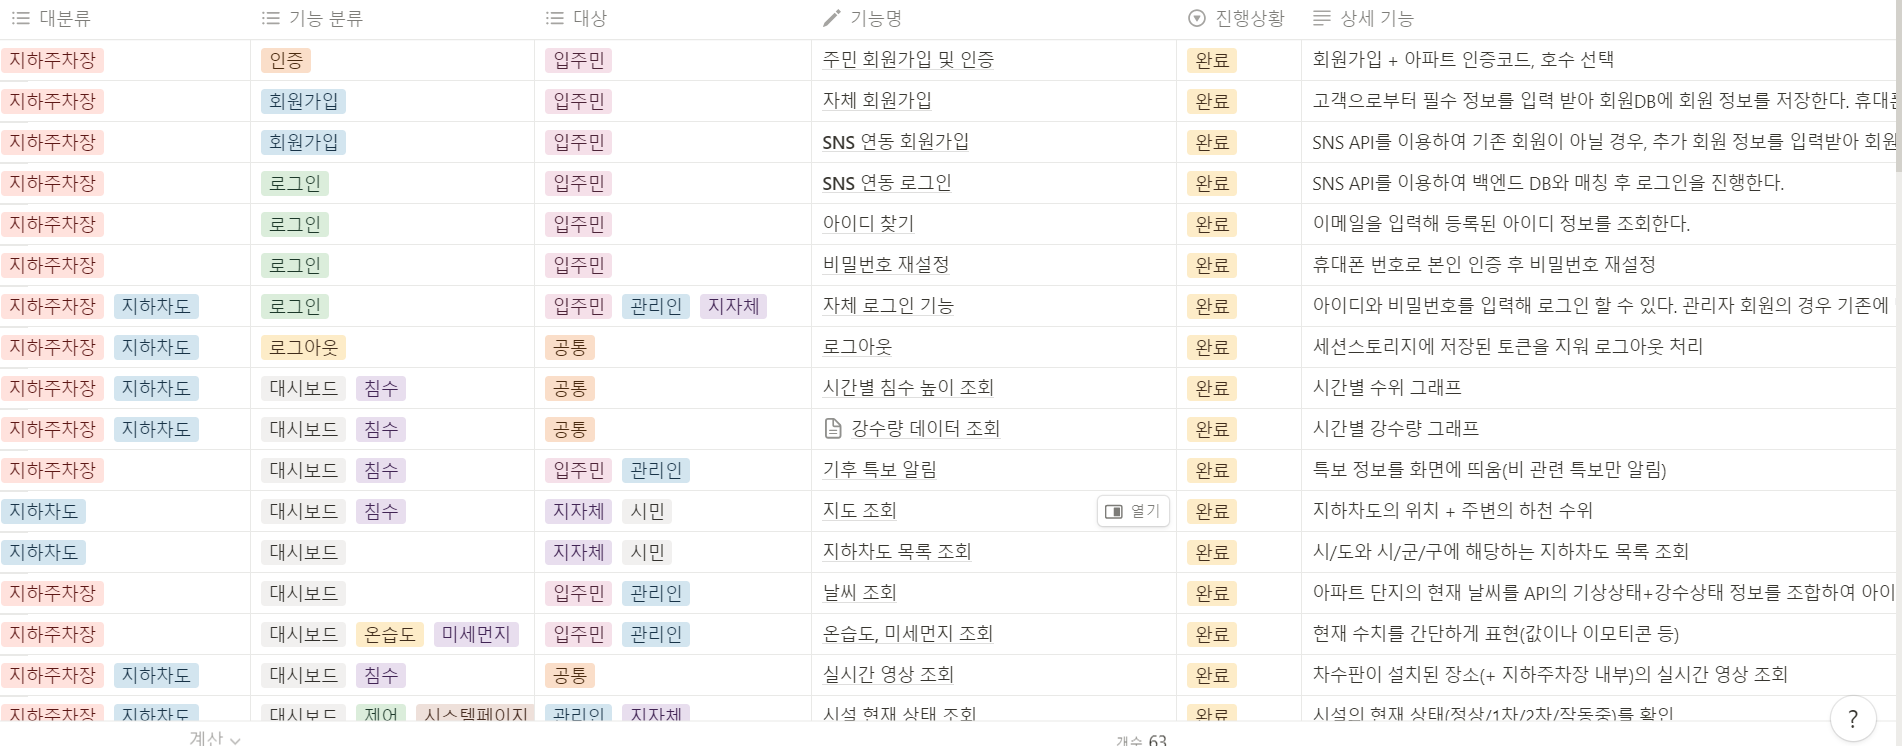 대분류 기능 분류 대상 기능명 진행상황 상세 기능
지하주차장 인증 입주민 주민 회원가입 및 인증 완료 회원가입 + 아파트 인증코드, 호수 선택
지하주차장 회원가입 입주민 자체 회원가입 완료 고객으로부터 필수 정보를 입력 받아 회원DB에 회원 정보를 저장한다. 휴대폰
지하주차장 회원가입 입주민 SNS 연동 회원가입 완료 SNS API를 이용하여 기존 회원이 아닐 경우, 추가 회원 정보를 입력받아 회원
지하주차장 로그인 입주민 SNS 연동 로그인 완료 SNS API를 이용하여 백엔드 DB와 매칭 후 로그인을 진행한다.
지하주차장 로그인 입주민 아이디 찾기 완료 이메일을 입력해 등록된 아이디 정보를 조회한다.
지하주차장 로그인 입주민 비밀번호 재설정 완료 휴대폰 번호로 본인 인증 후 비밀번호 재설정
지하주차장 지하차도 로그인 입주민 관리인 지자체 자체 로그인 기능 완료 아이디와 비밀번호를 입력해 로그인 할 수 있다. 관리자 회원의 경우 기존에
지하주차장 지하차도 로그아웃 공통 로그아웃 완료 세션스토리지에 저장된 토큰을 지워 로그아웃 처리
지하주차장 지하차도 대시보드 침수 공통 시간별 침수 높이 조회 완료 시간별 수위 그래프
지하주차장 지하차도 대시보드 침수 공통 강수량 데이터 조회 완료 시간별 강수량 그래프
지하주차장 대시보드 침수 입주민 관리인 기후 특보 알림 완료 특보 정보를 화면에 띄움(비 관련 특보만 알림)
지하차도 대시보드 침수 지자체 시민 지도 조회 열기 완료 지하차도의 위치 + 주변의 하천 수위
지하차도 대시보드 지자체 시민 지하차도 목록 조회 완료 시/도와 시/군/구에 해당하는 지하차도 목록 조회
지하주차장 대시보드 입주민 관리인 날씨 조회 완료 아파트 단지의 현재 날씨를 API의 기상상태+강수상태 정보를 조합하여 아이
지하주차장 대시보드 온습도 미세먼지 입주민 관리인 온습도, 미세먼지 조회 완료 현재 수치를 간단하게 표현(값이나 이모티콘 등)
지하주차장 지하차도 대시보드 침수 공통 실시간 영상 조회 완료 차수판이 설치된 장소(+ 지하주차장 내부)의 실시간 영상 조회
지하주차장 지하차도 대시보드 제어 시스템페이지 관리인 지자체 시설 현재 상태 조회 완료 시설의 현재 상태(정상/1차/2차/작동중)를 확인
계산 개수 63 ?